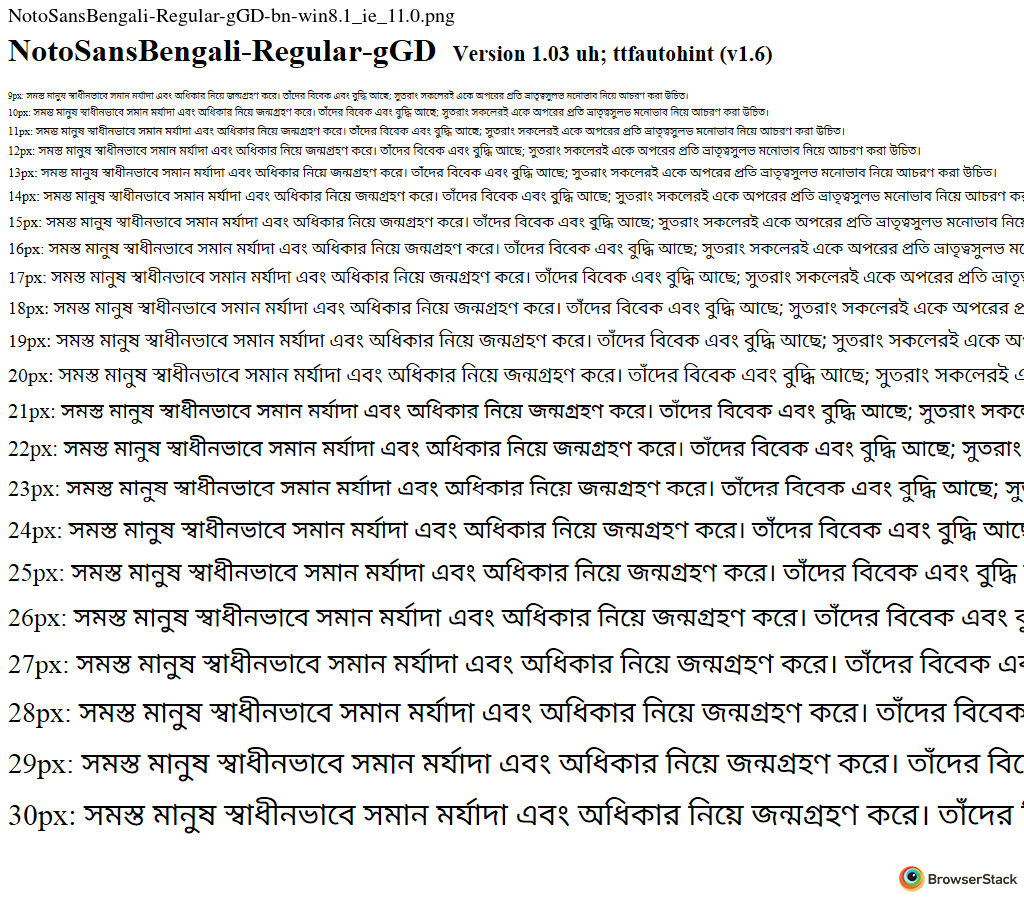 NotoSansBengali-Regular-gGD-bn-win8.1_ie_11.0.png
NotoSansBengali-Regular-gGD Version 1.03 uh; ttfautohint (v1.6)
9px: সমস্ত মানুষ স্বাধীনভাবে সমান মর্যাদা এবং অধিকার নিয়ে জন্মগ্রহণ করে। তাঁদের বিবেক এবং বুদ্ধি আছে; সুতরাং সকলেরই একে অপরের প্রতি ভ্রাতৃত্বসুলভ মনোভাব নিয়ে আচরণ করা উচিত।
10px: সমস্ত মানুষ স্বাধীনভাবে সমান মর্যাদা এবং অধিকার নিয়ে জন্মগ্রহণ করে। তাঁদের বিবেক এবং বুদ্ধি আছে; সুতরাং সকলেরই একে অপরের প্রতি ভ্রাতৃত্বসুলভ মনোভাব নিয়ে আচরণ করা উচিত।
11px: সমস্ত মানুষ স্বাধীনভাবে সমান মর্যাদা এবং অধিকার নিয়ে জন্মগ্রহণ করে। তাঁদের বিবেক এবং বুদ্ধি আছে; সুতরাং সকলেরই একে অপরের প্রতি ভ্রাতৃত্বসুলভ মনোভাব নিয়ে আচরণ করা উচিত।
12px: সমস্ত মানুষ স্বাধীনভাবে সমান মর্যাদা এবং অধিকার নিয়ে জন্মগ্রহণ করে। তাঁদের বিবেক এবং বুদ্ধি আছে; সুতরাং সকলেরই একে অপরের প্রতি ভ্রাতৃত্বসুলভ মনোভাব নিয়ে আচরণ করা উচিত।
13px: সমস্ত মানুষ স্বাধীনভাবে সমান মর্যাদা এবং অধিকার নিয়ে জন্মগ্রহণ করে। তাঁদের বিবেক এবং বুদ্ধি আছে; সুতরাং সকলেরই একে অপরের প্রতি ভ্রাতৃত্বসুলভ মনোভাব নিয়ে আচরণ করা উচিত।
14px: সমস্ত মানুষ স্বাধীনভাবে সমান মর্যাদা এবং অধিকার নিয়ে জন্মগ্রহণ করে। তাঁদের বিবেক এবং বুদ্ধি আছে; সুতরাং সকলেরই একে অপরের প্রতি ভ্রাতৃত্বসুলভ মনোভাব নিয়ে আচরণ
15px: সমস্ত মানুষ স্বাধীনভাবে সমান মর্যাদা এবং অধিকার নিয়ে জন্মগ্রহণ করে। তাঁদের বিবেক এবং বুদ্ধি আছে; সুতরাং সকলেরই একে অপরের প্রতি ভ্রাতৃত্বসুলভ মনোভাব নিয়ে
16px: সমস্ত মানুষ স্বাধীনভাবে সমান মর্যাদা এবং অধিকার নিয়ে জন্মগ্রহণ করে। তাঁদের বিবেক এবং বুদ্ধি আছে; সুতরাং সকলেরই একে অপরের প্রতি ভ্রাতৃত্বসুলভ
17px: সমস্ত মানুষ স্বাধীনভাবে সমান মর্যাদা এবং অধিকার নিয়ে জন্মগ্রহণ করে। তাঁদের বিবেক এবং বুদ্ধি আছে; সুতরাং সকলেরই একে অপরের প্রতি
18px: সমস্ত মানুষ স্বাধীনভাবে সমান মর্যাদা এবং অধিকার নিয়ে জন্মগ্রহণ করে। তাঁদের বিবেক এবং বুদ্ধি আছে; সুতরাং সকলেরই একে অপরের
19px: সমস্ত মানুষ স্বাধীনভাবে সমান মর্যাদা এবং অধিকার নিয়ে জন্মগ্রহণ করে। তাঁদের বিবেক এবং বুদ্ধি আছে; সুতরাং সকলেরই একে
20px: সমস্ত মানুষ স্বাধীনভাবে সমান মর্যাদা এবং অধিকার নিয়ে জন্মগ্রহণ করে। তাঁদের বিবেক এবং বুদ্ধি আছে; সুতরাং সকলেরই
21px: সমস্ত মানুষ স্বাধীনভাবে সমান মর্যাদা এবং অধিকার নিয়ে জন্মগ্রহণ করে। তাঁদের বিবেক এবং বুদ্ধি আছে; সুতরাং
22px: সমস্ত মানুষ স্বাধীনভাবে সমান মর্যাদা এবং অধিকার নিয়ে জন্মগ্রহণ করে। তাঁদের বিবেক এবং বুদ্ধি আছে; সুতরাং
23px: সমস্ত মানুষ স্বাধীনভাবে সমান মর্যাদা এবং অধিকার নিয়ে জন্মগ্রহণ করে। তাঁদের বিবেক এবং বুদ্ধি আছে;
24px: সমস্ত মানুষ স্বাধীনভাবে সমান মর্যাদা এবং অধিকার নিয়ে জন্মগ্রহণ করে। তাঁদের বিবেক এবং বুদ্ধি
25px: সমস্ত মানুষ স্বাধীনভাবে সমান মর্যাদা এবং অধিকার নিয়ে জন্মগ্রহণ করে। তাঁদের বিবেক এবং বুদ্ধি
26px: সমস্ত মানুষ স্বাধীনভাবে সমান মর্যাদা এবং অধিকার নিয়ে জন্মগ্রহণ করে। তাঁদের বিবেক এবং
27px: সমস্ত মানুষ স্বাধীনভাবে সমান মর্যাদা এবং অধিকার নিয়ে জন্মগ্রহণ করে। তাঁদের বিবেক
28px: সমস্ত মানুষ স্বাধীনভাবে সমান মর্যাদা এবং অধিকার নিয়ে জন্মগ্রহণ করে। তাঁদের বিবেক
29px: সমস্ত মানুষ স্বাধীনভাবে সমান মর্যাদা এবং অধিকার নিয়ে জন্মগ্রহণ করে। তাঁদের
30px: সমস্ত মানুষ স্বাধীনভাবে সমান মর্যাদা এবং অধিকার নিয়ে জন্মগ্রহণ করে। তাঁদের
BrowserStack